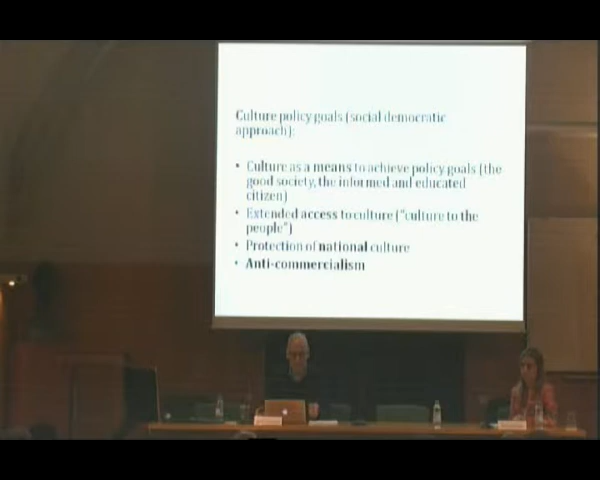 Culture policy goals (social democratic
approach):
• Culture as a means to achieve policy goals (the
good society, the informed and educated
citizen)
• Extended access to culture ("culture to the
people")
• Protection of national culture
• Anti-commercialism